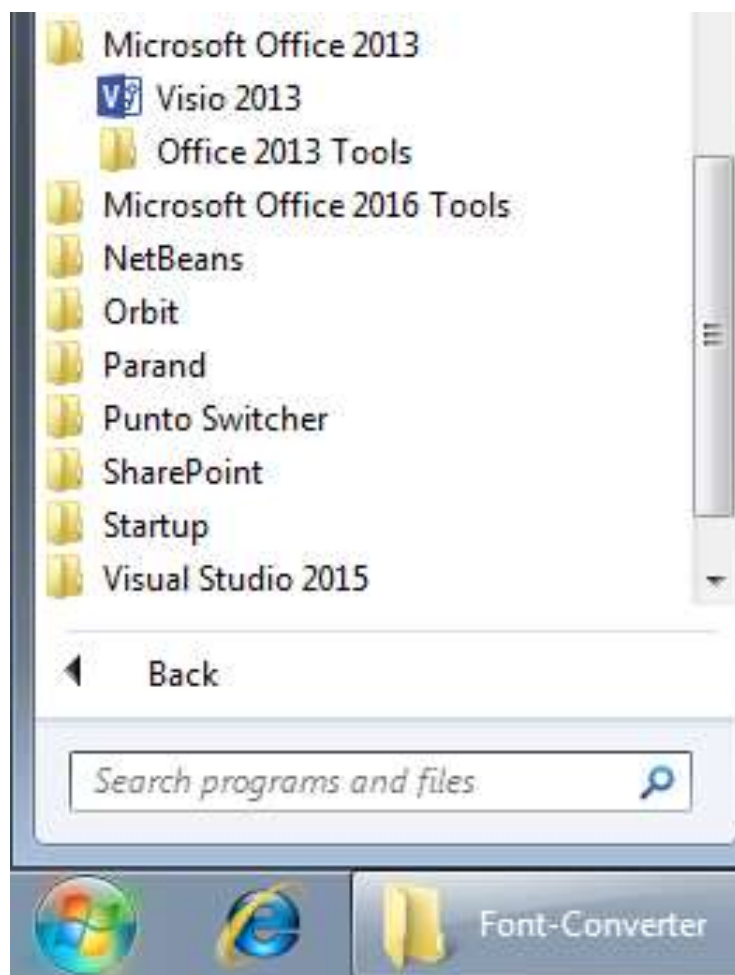 Microsoft Office 2013
Visio 2013
Office 2013 Tools
Microsoft Office 2016 Tools
NetBeans
Orbit
Parand
Punto Switcher
SharePoint
Startup
Visual Studio 2015
Back
Search programs and files
Font-Converter